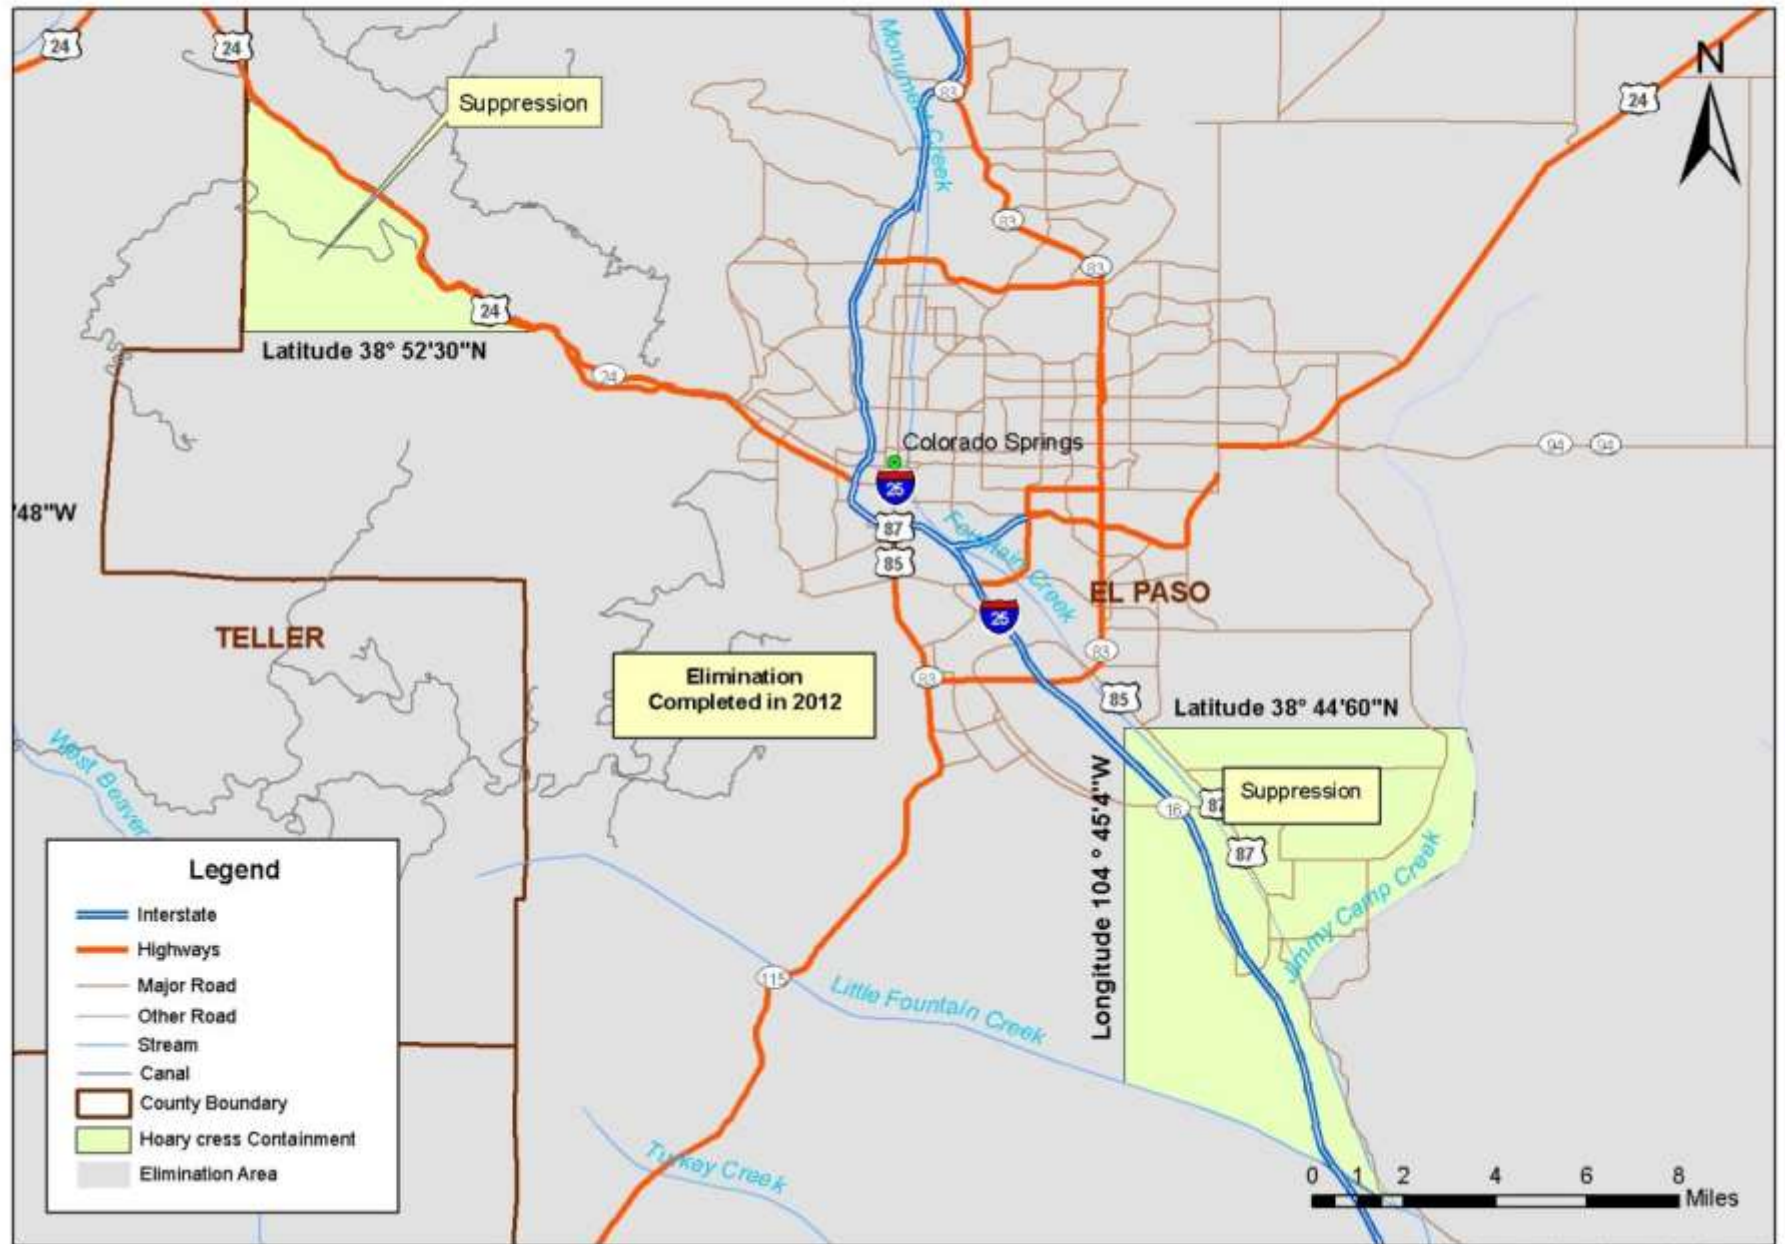 24
24
24
N
Suppression
Monument Creek
83
83
83
24
Latitude 38° 52'30"N
24
Colorado Springs
94
94
25
'48"W
87
Fountain Creek
85
EL PASO
25
TELLER
83
Elimination
Completed in 2012
83
85
Latitude 38° 44'60"N
West Beaver
Longitude 104 ° 45'4"W
Suppression
16
87
87
Jimmy Camp Creek
115
Little Fountain Creek
Turkey Creek
Legend
Interstate
Highways
Major Road
Other Road
Stream
Canal
County Boundary
Hoary cress Containment
Elimination Area
0 1 2 4 6 8
Miles